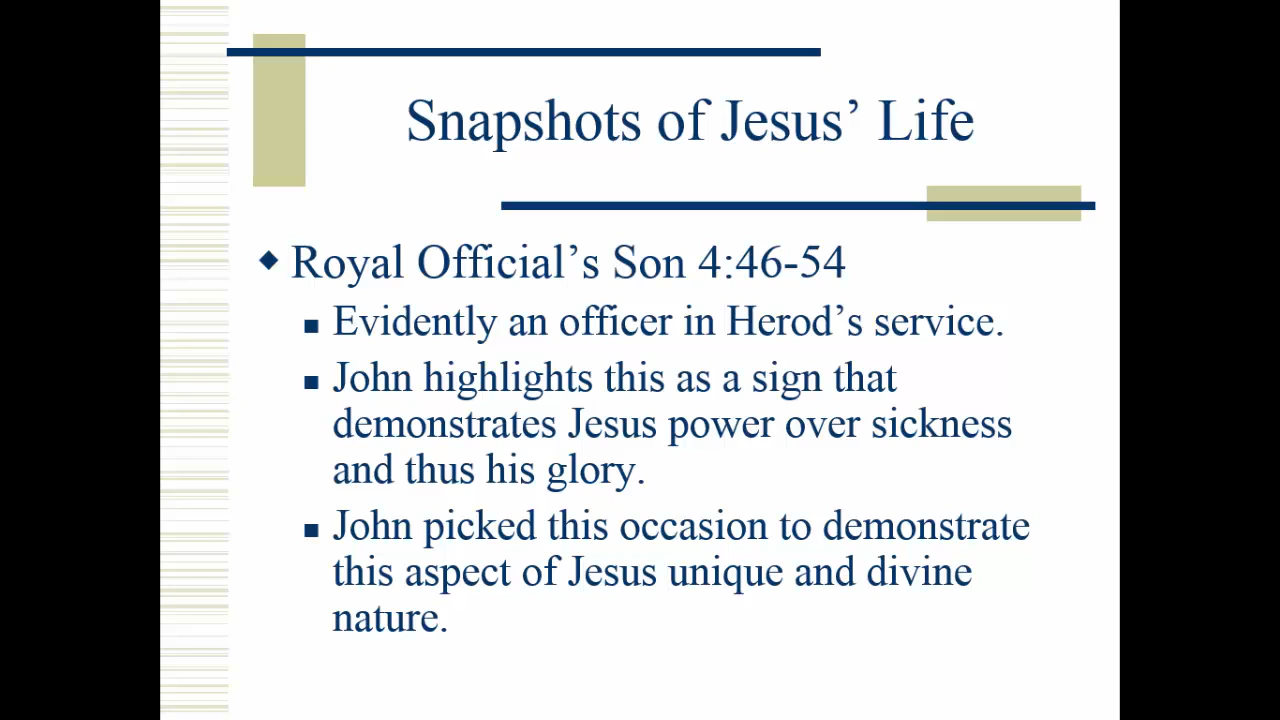 Snapshots of Jesus’ Life
Royal Official’s Son 4:46-54
Evidently an officer in Herod’s service.
John highlights this as a sign that
demonstrates Jesus power over sickness
and thus his glory.
John picked this occasion to demonstrate
this aspect of Jesus unique and divine
nature.